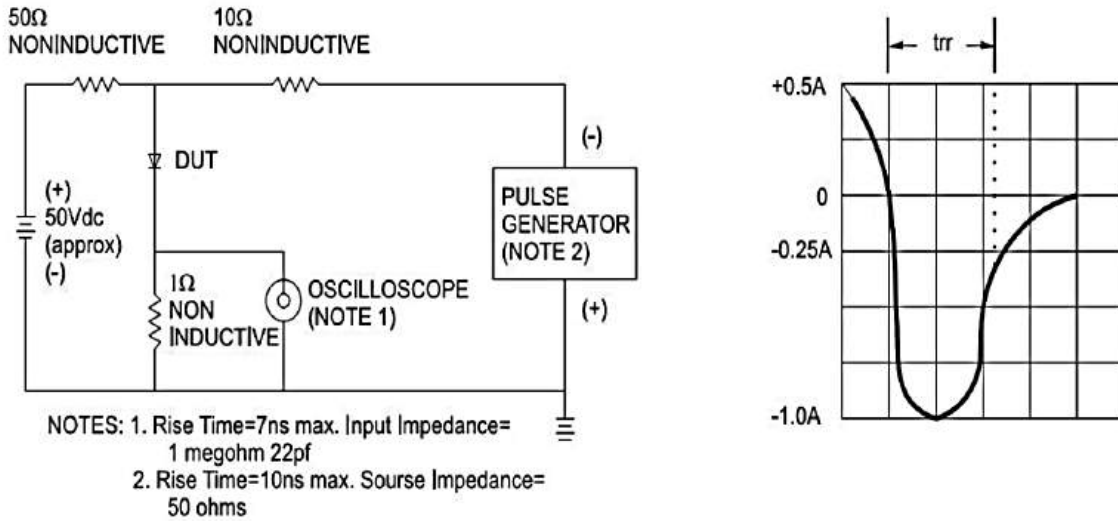 50Ω
NONINDUCTIVE
10Ω
NONINDUCTIVE
DUT
(+)
50Vdc
(approx)
(-)
1Ω
NON
INDUCTIVE
OSCILLOSCOPE
(NOTE 1)
(-)
PULSE
GENERATOR
(NOTE 2)
(+)
NOTES: 1. Rise Time=7ns max. Input Impedance=
1 megohm 22pf
2. Rise Time=10ns max. Sourse Impedance=
50 ohms
trr
+0.5A
0
-0.25A
-1.0A